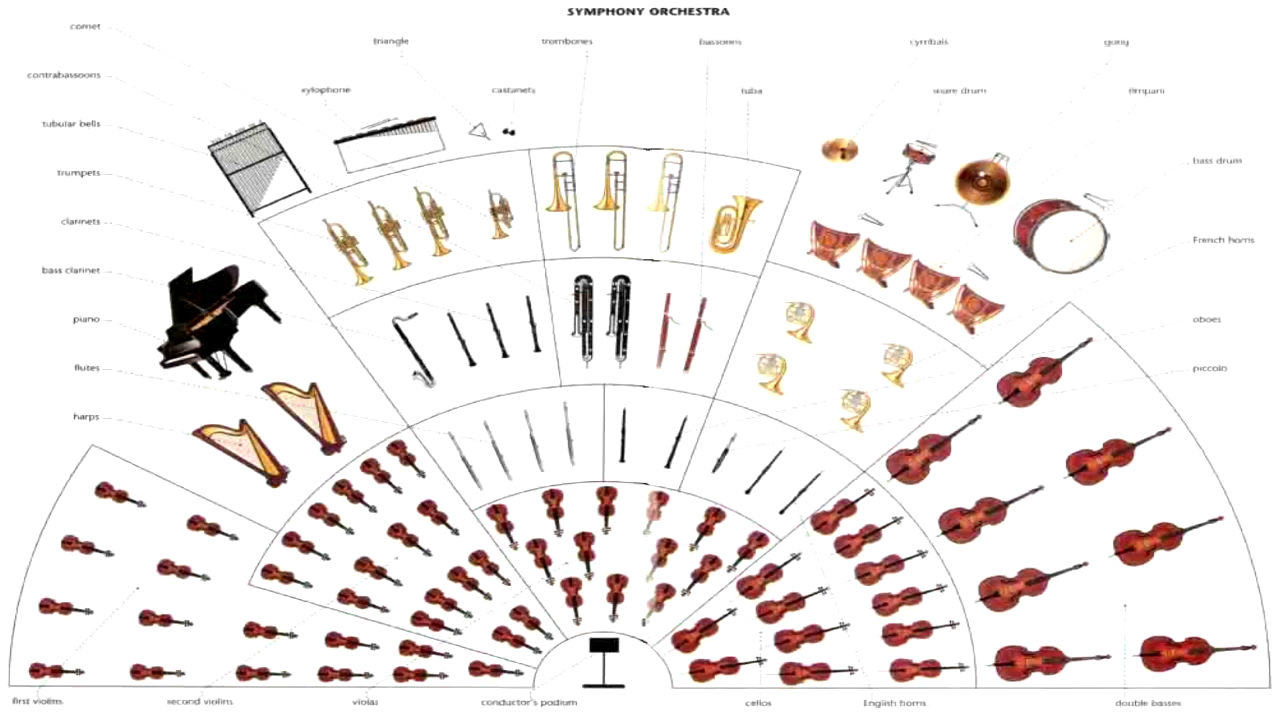 SYMPHONY ORCHESTRA
cornet
triangle
trombones
bassoons
cymbals
gong
contrabassoons
xylophone
castanets
tuba
snare drum
timpani
tubular bells
trumpets
bass drum
clarinets
French horns
bass clarinet
piano
oboes
flutes
piccolo
harps
first violins
second violins
violas
conductor's podium
cellos
English horns
double basses